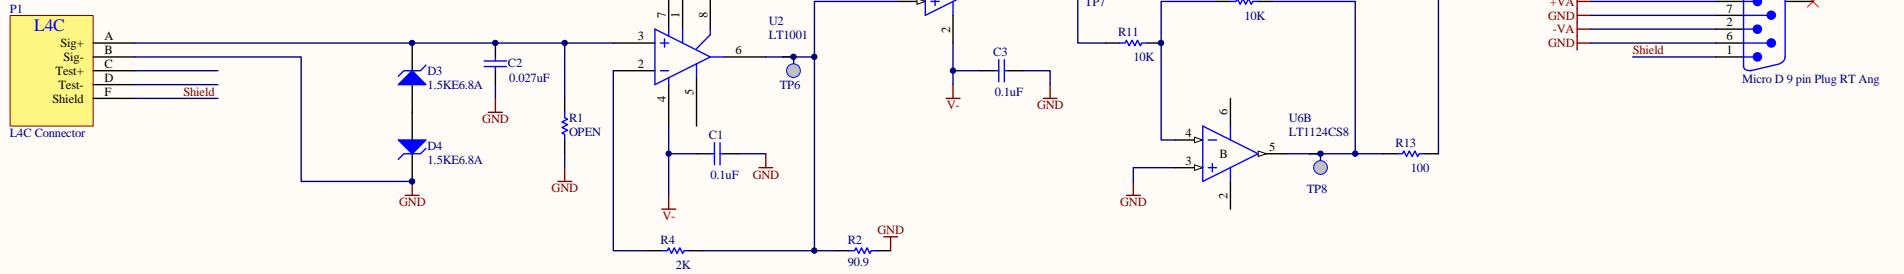 P1
L4C
Sig+ A
Sig- B
Test+ C
Test- D
Shield F Shield
L4C Connector
D3
1.5KE6.8A
D4
1.5KE6.8A
GND
C2
0.027uF
GND
R1
OPEN
GND
7 1 8
3 +
2 -
6
4 5
U2
LT1001
TP6
C1
0.1uF
GND
V-
R4
2K
R2
90.9
GND
2
C3
0.1uF
V-
GND
TP7
R11
10K
10K
U6B
LT1124CS8
6
4 -
B
3 +
5
2
GND
TP8
R13
100
+VA
GND 7
-VA 2
GND 6
Shield 1
Micro D 9 pin Plug RT Ang